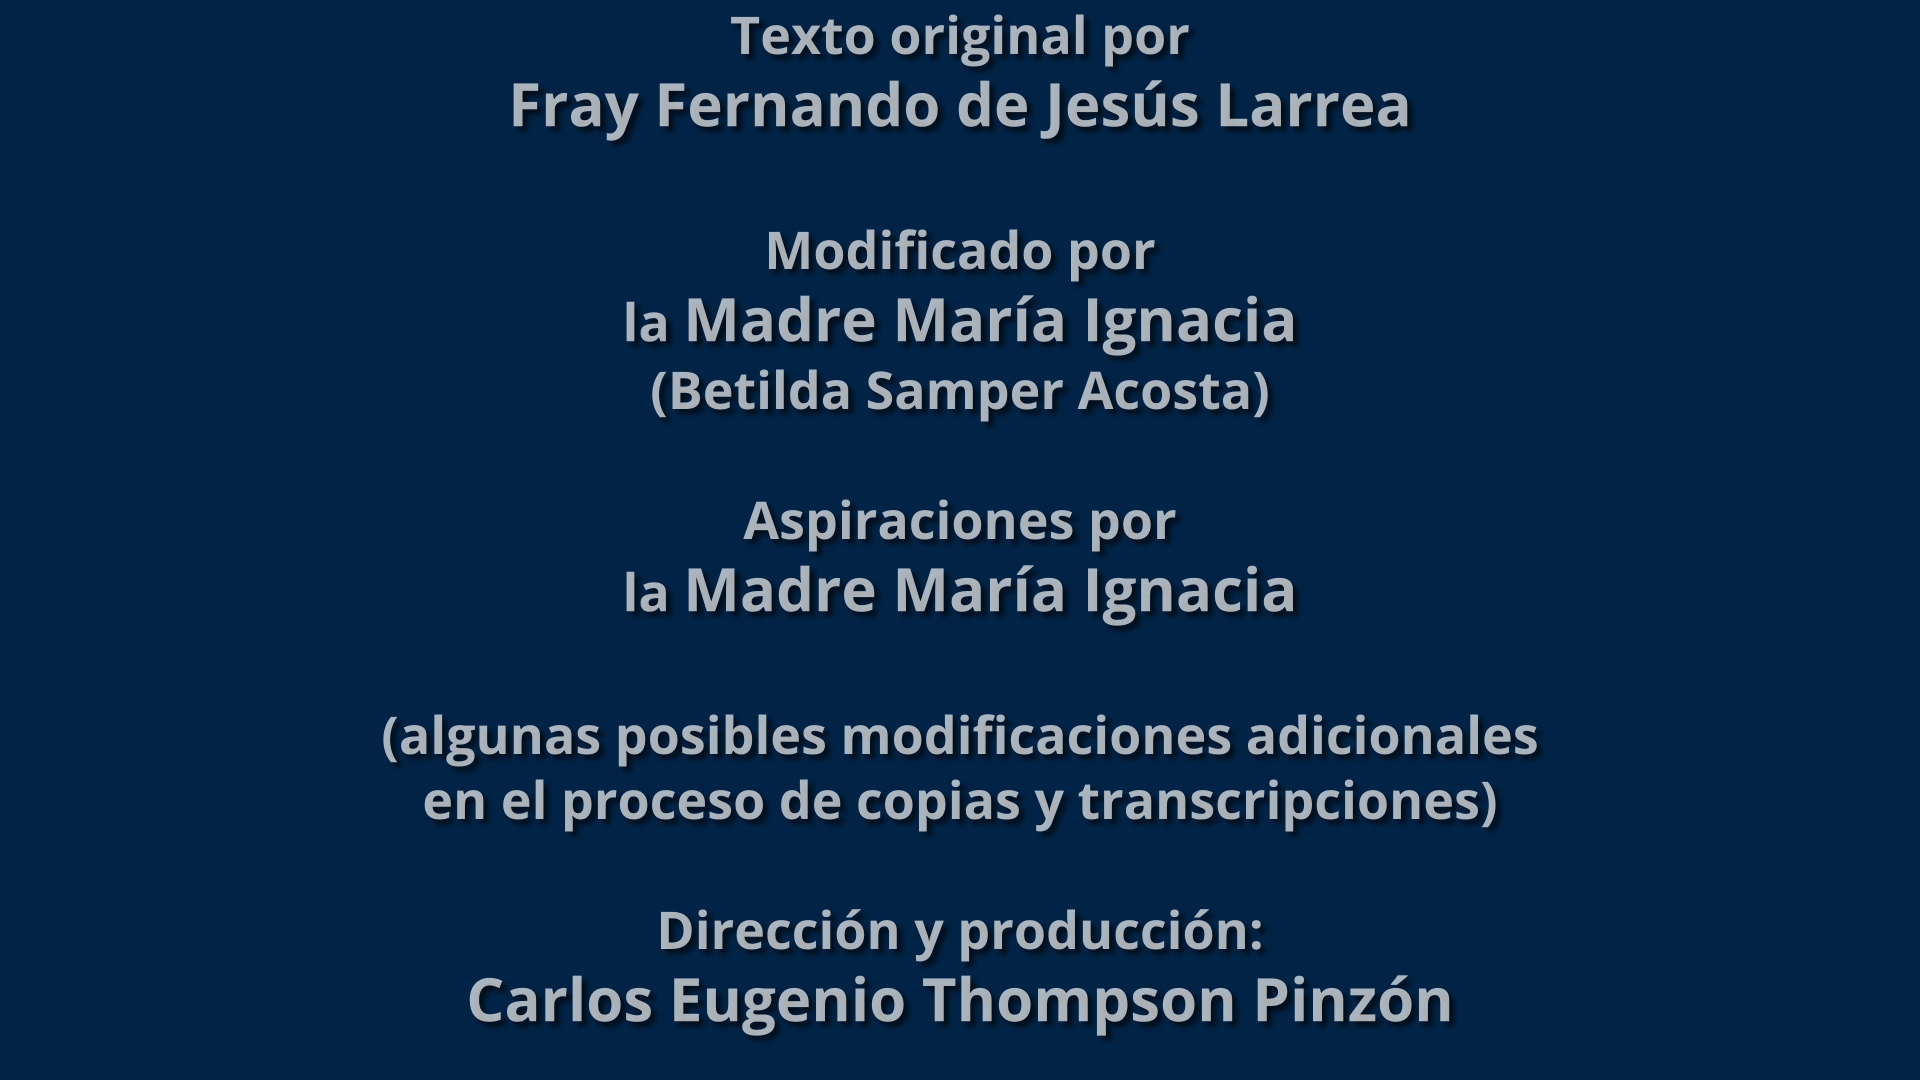 Texto original por
Fray Fernando de Jesús Larrea
Modificado por
la Madre María Ignacia
(Betilda Samper Acosta)
Aspiraciones por
la Madre María Ignacia
(algunas posibles modificaciones adicionales
en el proceso de copias y transcripciones)
Dirección y producción:
Carlos Eugenio Thompson Pinzón